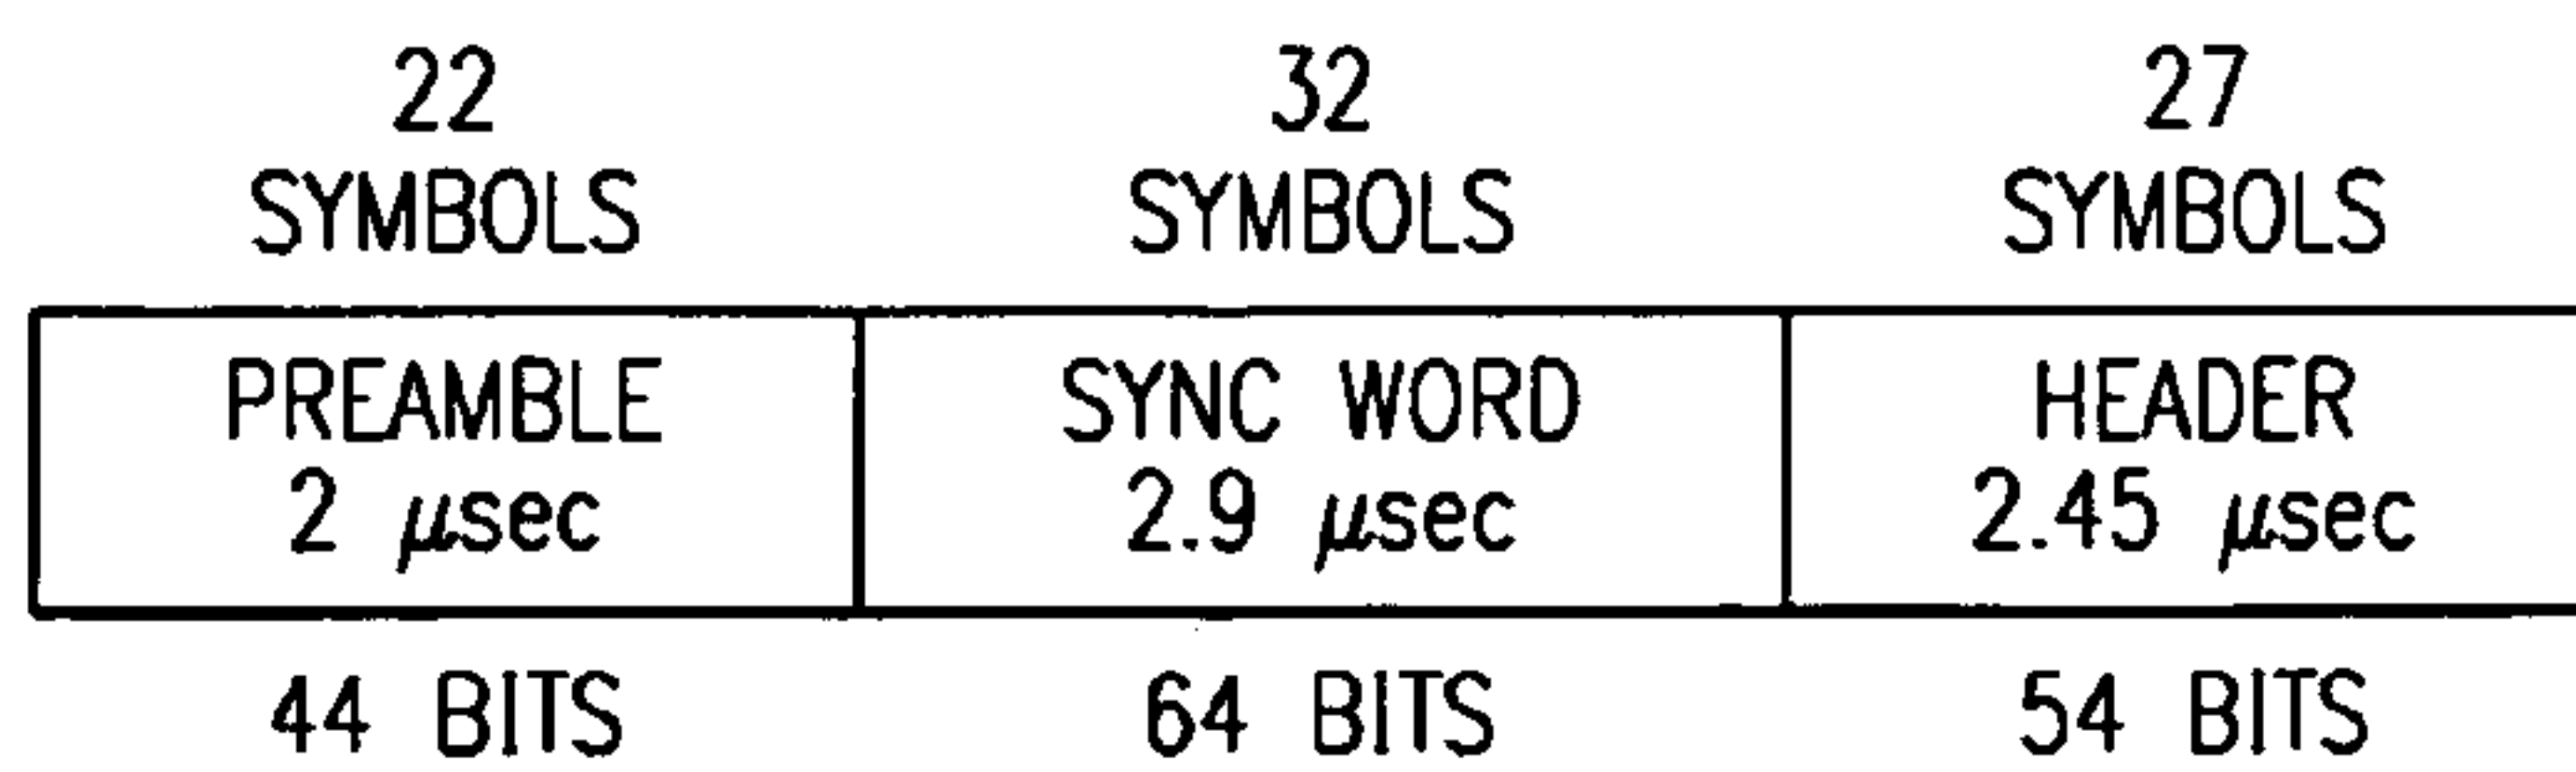 22 32 27
SYMBOLS SYMBOLS SYMBOLS
PREAMBLE SYNC WORD HEADER
2 μsec 2.9 μsec 2.45 μsec
44 BITS 64 BITS 54 BITS